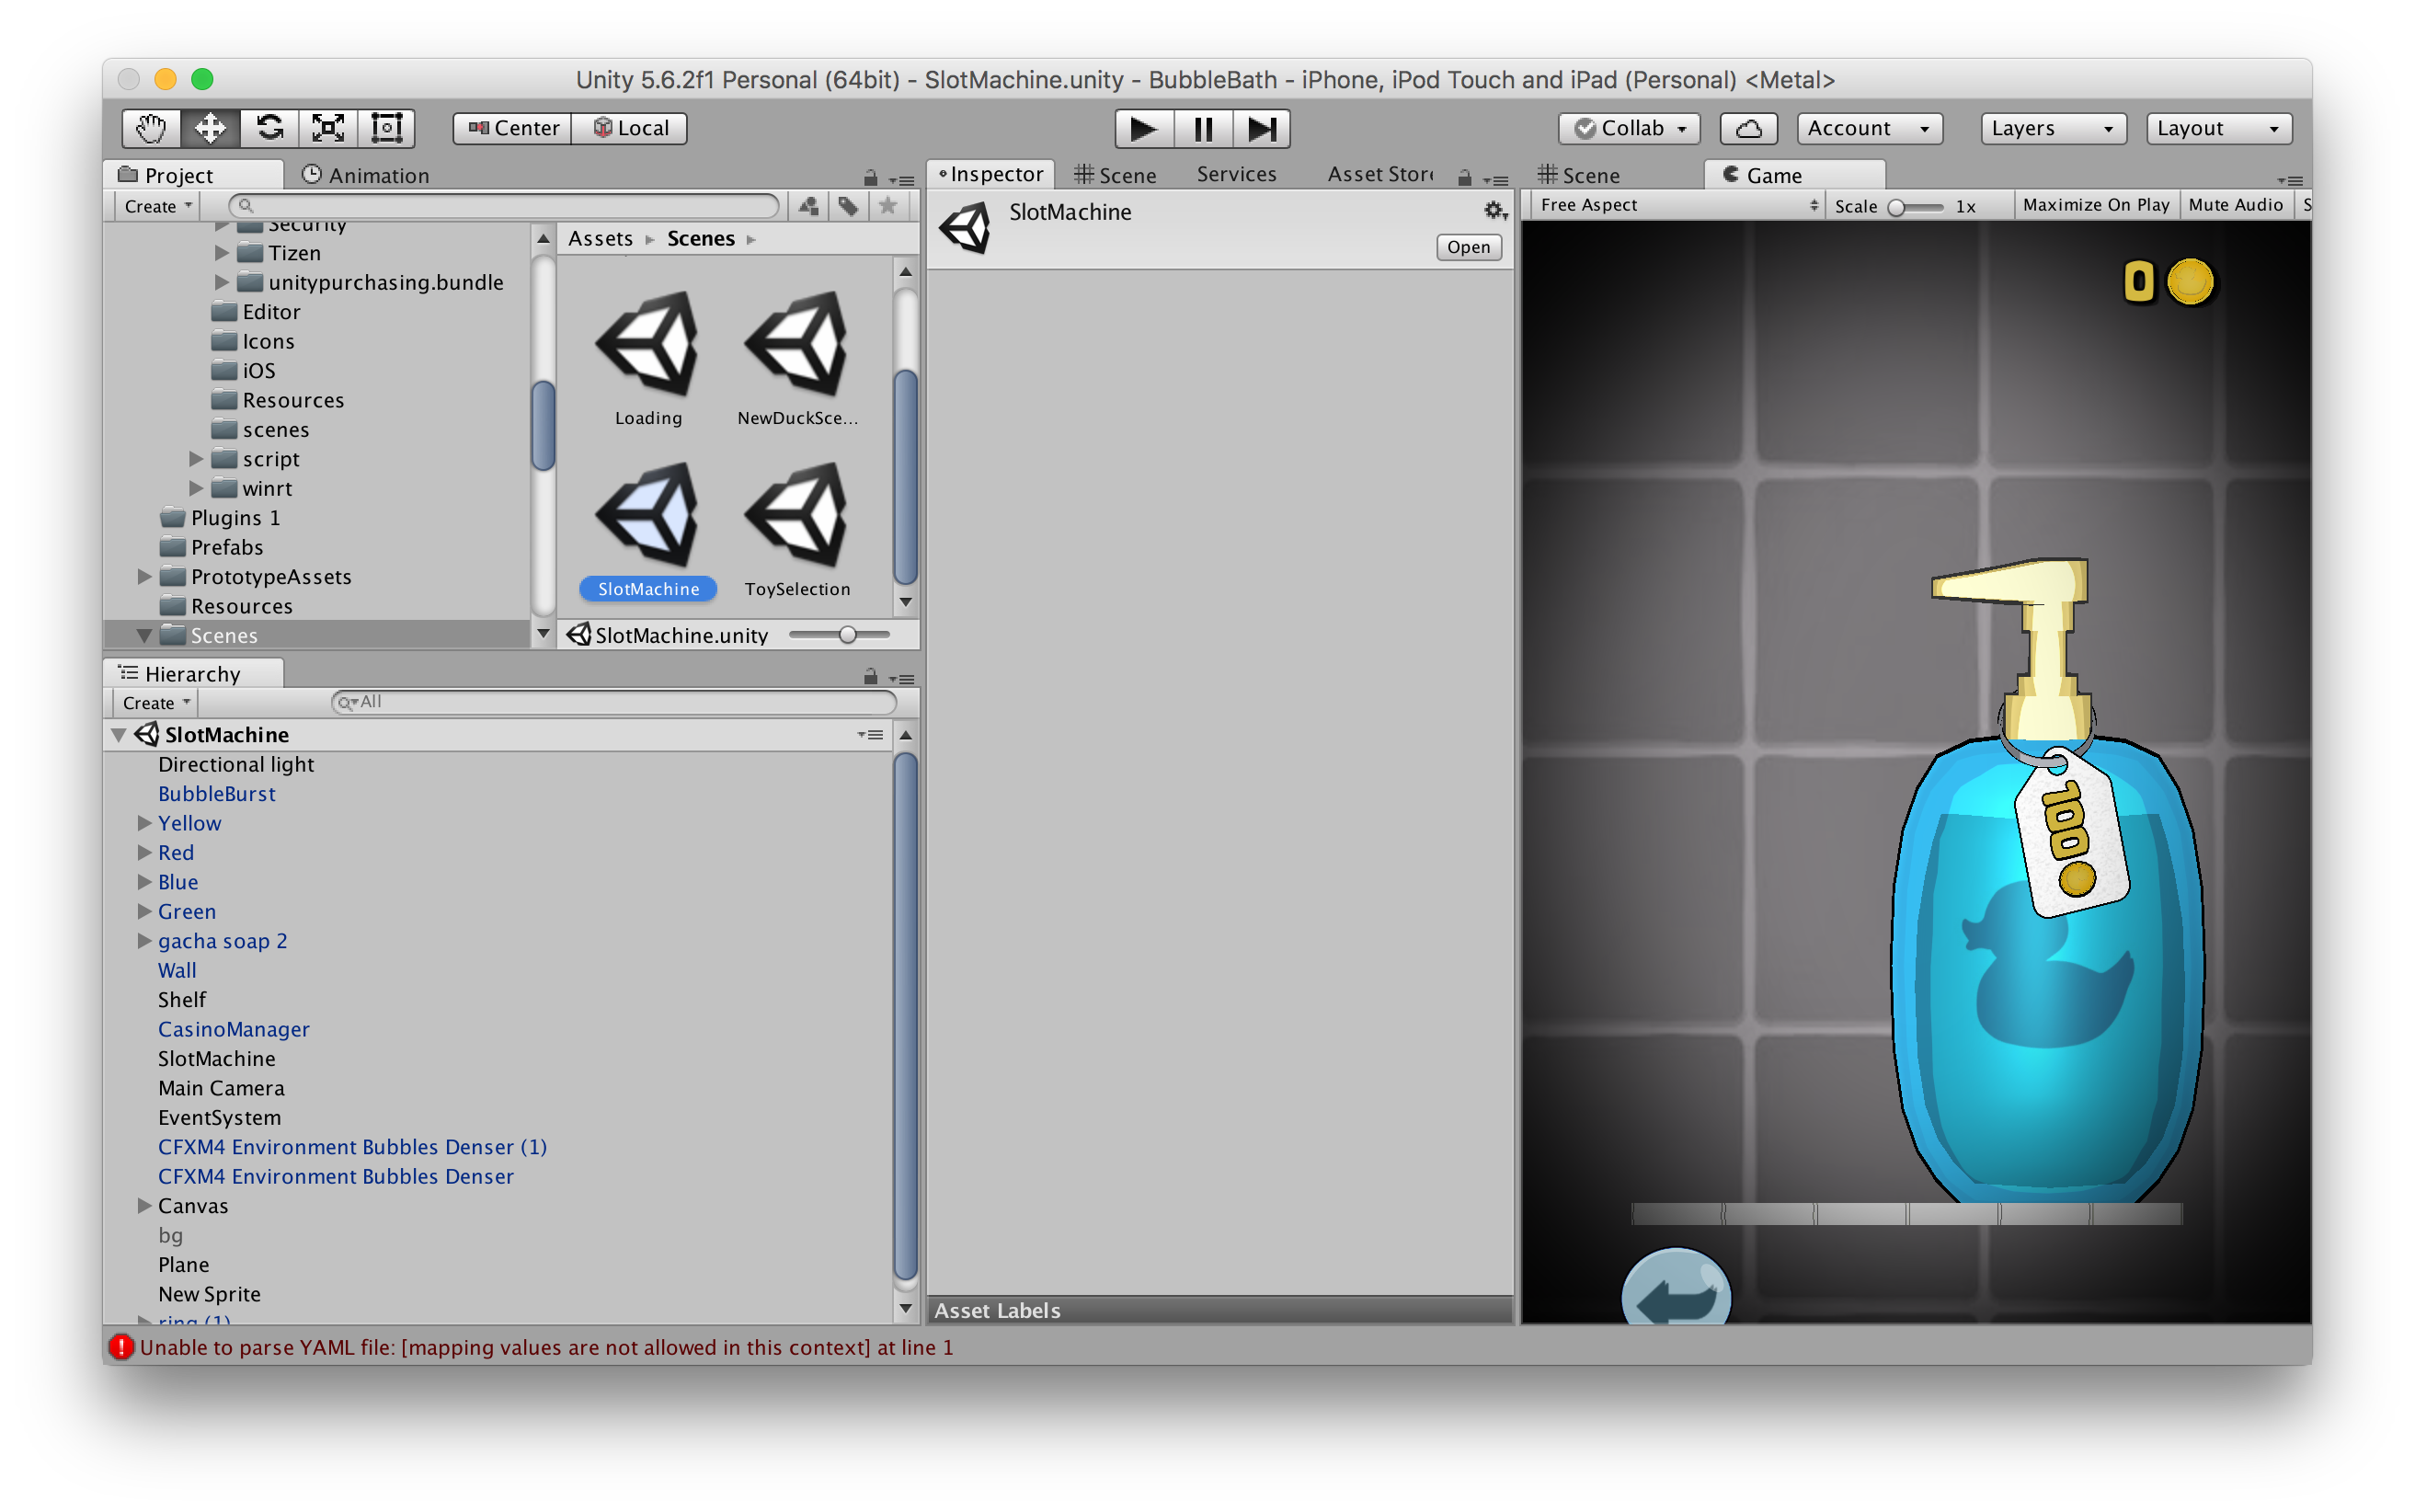 Unity 5.6.2f1 Personal (64bit) - SlotMachine.unity - BubbleBath - iPhone, iPod Touch and iPad (Personal) <Metal>
Center Local
Collab Account Layers Layout
Project Animation
Create
Security
Tizen
unitypurchasing.bundle
Editor
Icons
iOS
Resources
scenes
script
winrt
Plugins 1
Prefabs
PrototypeAssets
Resources
Scenes
Assets Scenes
Loading NewDuckSce...
SlotMachine ToySelection
SlotMachine.unity
Hierarchy
Create All
SlotMachine
Directional light
BubbleBurst
Yellow
Red
Blue
Green
gacha soap 2
Wall
Shelf
CasinoManager
SlotMachine
Main Camera
EventSystem
CFXM4 Environment Bubbles Denser (1)
CFXM4 Environment Bubbles Denser
Canvas
bg
Plane
New Sprite
ring (1)
Inspector Scene Services Asset Store
SlotMachine
Open
Asset Labels
Scene Game
Free Aspect Scale 1x Maximize On Play Mute Audio S
0
100
Unable to parse YAML file: [mapping values are not allowed in this context] at line 1